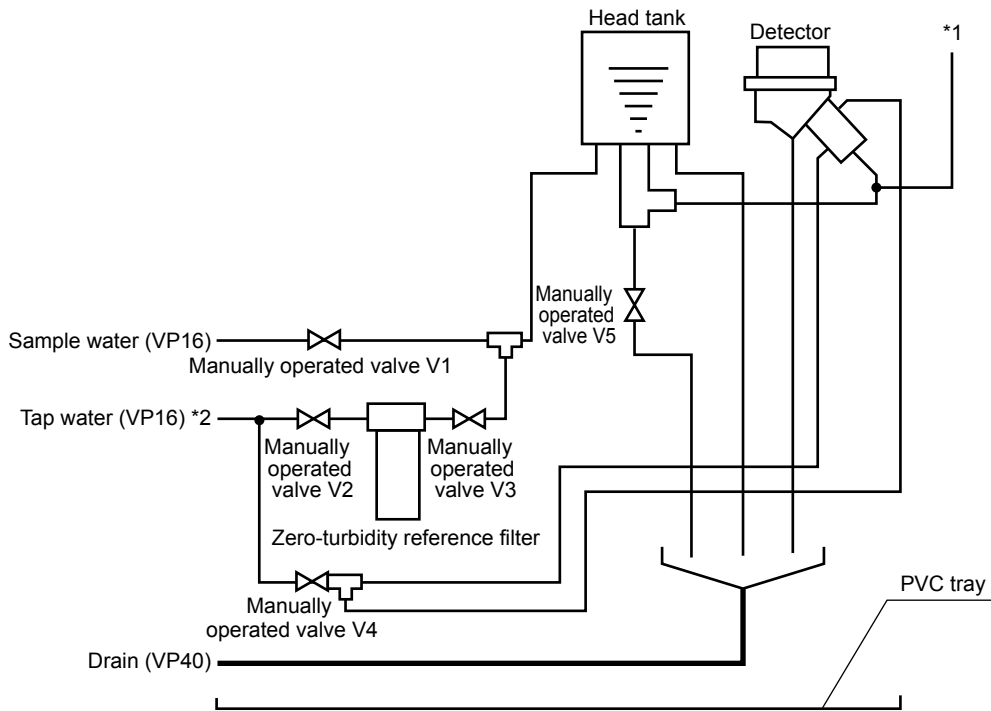 Head tank
Detector
*1
Manually
operated
valve V5
Sample water (VP16)
Manually operated valve V1
Tap water (VP16) *2
Manually
operated
valve V2
Manually
operated
valve V3
Zero-turbidity reference filter
PVC tray
Manually
operated valve V4
Drain (VP40)